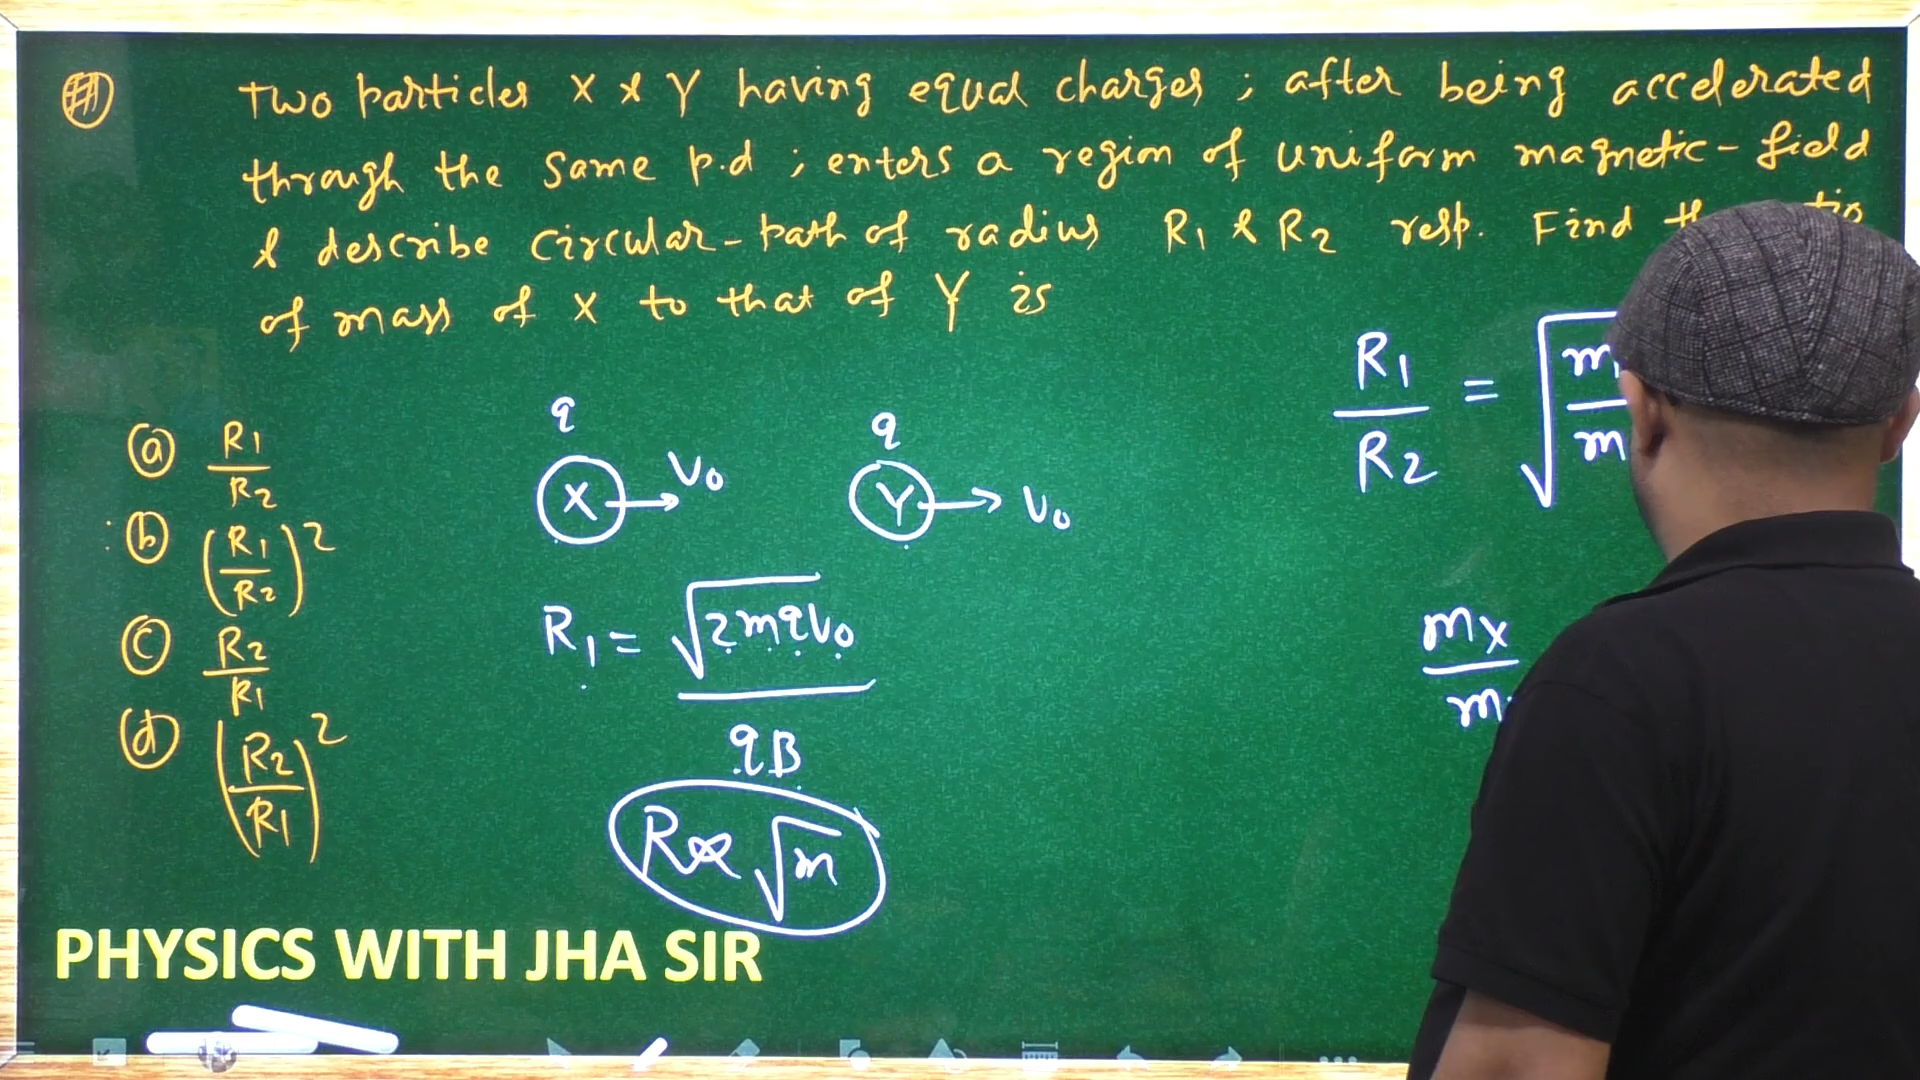 Two particles X & Y having equal charges ; after being accelerated
through the same p.d ; enters a region of uniform magnetic-field
& describe circular-path of radius R1 & R2 resp. Find
of mass of X to that of Y is
(a) R1/R2
(b) (R1/R2)^2
(c) R2/R1
(d) (R2/R1)^2
q
X → V0
q
Y → V0
R1 = √(2mqV0) / qB
R ∝ √m
R1/R2 = √
mx
PHYSICS WITH JHA SIR